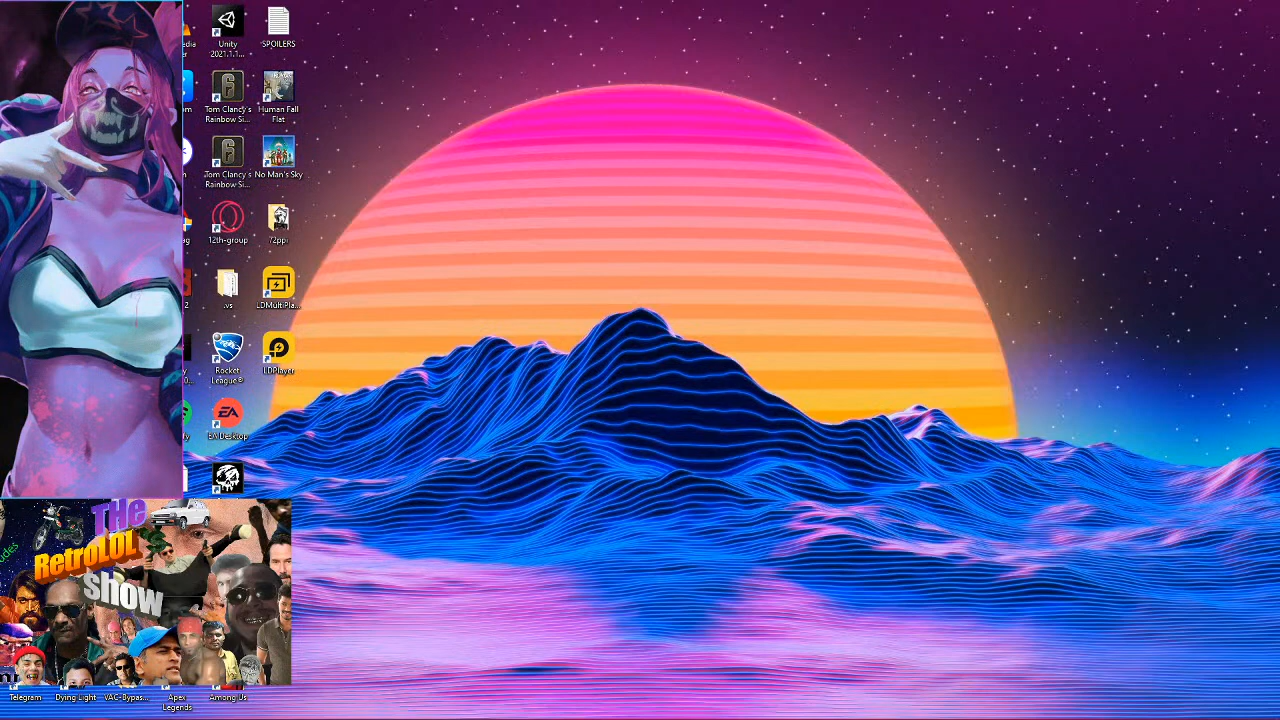 Unity
2021.1.1...
SPOILERS
Tom Clancy's
Rainbow Si...
Human Fall
Flat
Tom Clancy's
Rainbow Si...
No Man's Sky
12th-group
72ppi
.vs
LDMultiPla...
Rocket
League®
LDPlayer
EA
EA Desktop
THe
RetroLOL
show
Telegram
Dying Light
VAC-Bypas...
Apex
Legends
Among Us